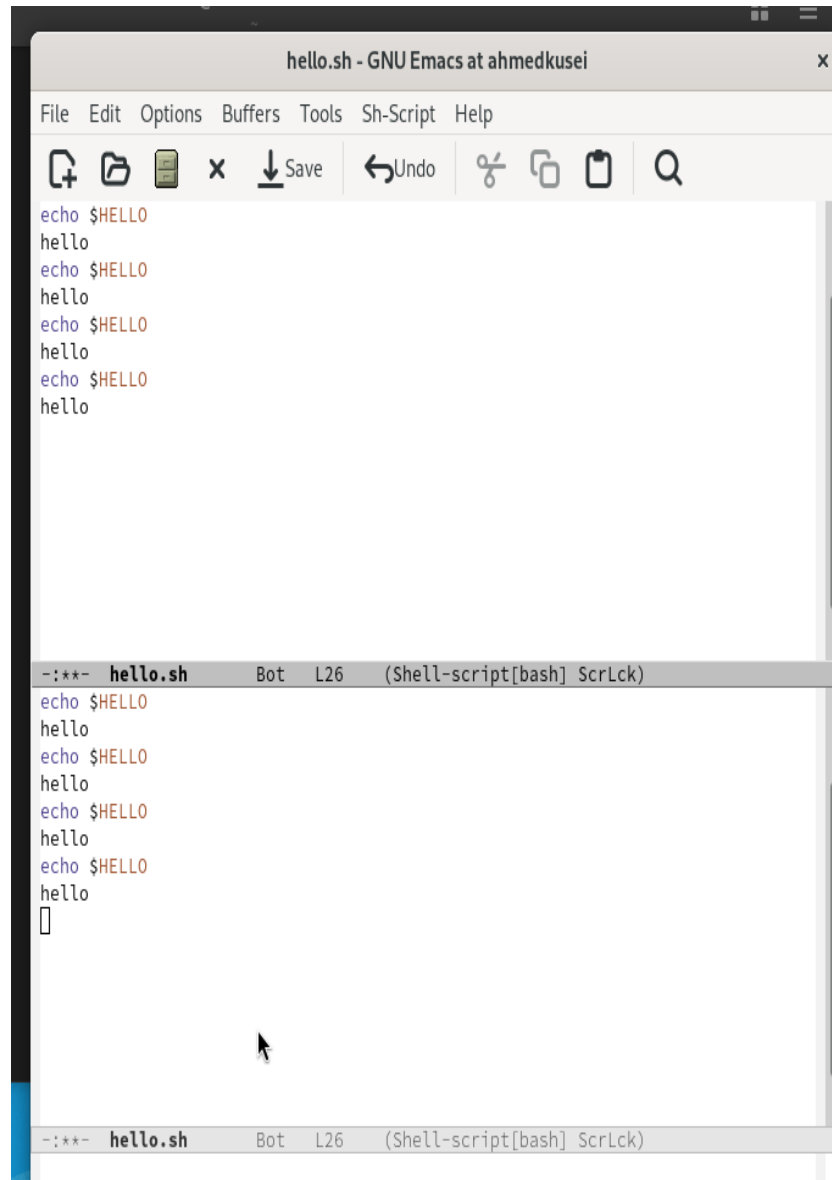 hello.sh - GNU Emacs at ahmedkusei
File Edit Options Buffers Tools Sh-Script Help
Save Undo
echo $HELLO
hello
echo $HELLO
hello
echo $HELLO
hello
echo $HELLO
hello
-:**- hello.sh Bot L26 (Shell-script[bash] ScrLck)
echo $HELLO
hello
echo $HELLO
hello
echo $HELLO
hello
echo $HELLO
hello
-:**- hello.sh Bot L26 (Shell-script[bash] ScrLck)